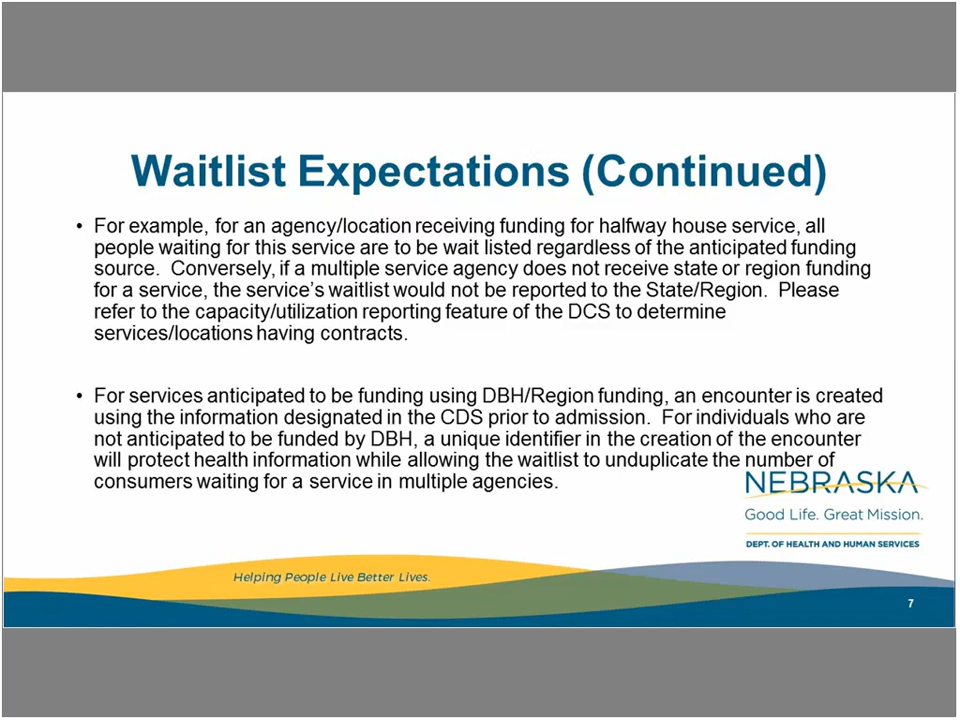 Waitlist Expectations (Continued)
• For example, for an agency/location receiving funding for halfway house service, all
people waiting for this service are to be wait listed regardless of the anticipated funding
source.  Conversely, if a multiple service agency does not receive state or region funding
for a service, the service's waitlist would not be reported to the State/Region.  Please
refer to the capacity/utilization reporting feature of the DCS to determine
services/locations having contracts.
• For services anticipated to be funding using DBH/Region funding, an encounter is created
using the information designated in the CDS prior to admission.  For individuals who are
not anticipated to be funded by DBH, a unique identifier in the creation of the encounter
will protect health information while allowing the waitlist to unduplicate the number of
consumers waiting for a service in multiple agencies.
NEBRASKA
Good Life. Great Mission.
DEPT. OF HEALTH AND HUMAN SERVICES
Helping People Live Better Lives.
7